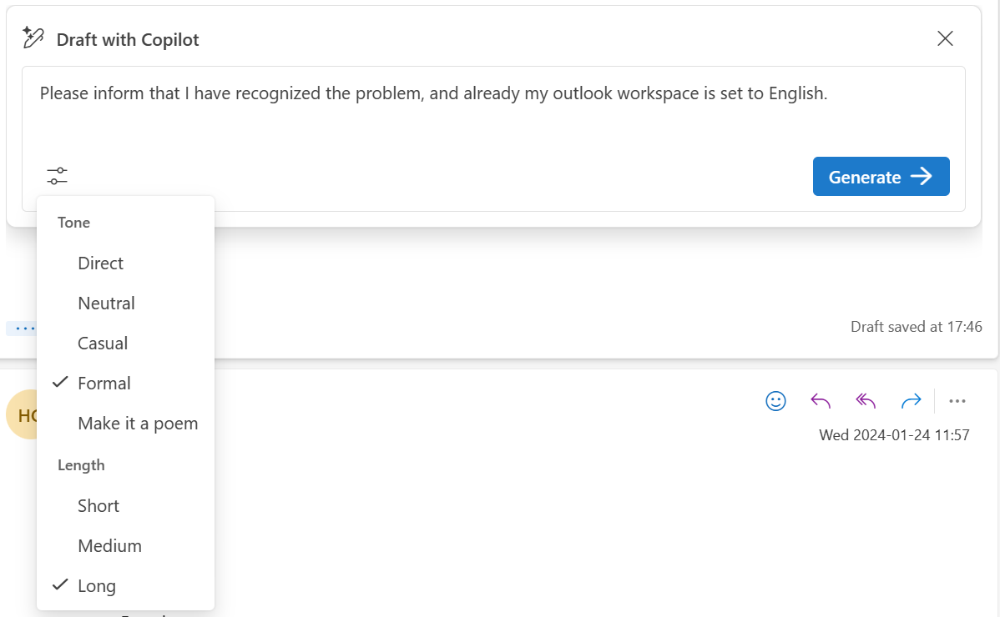 Draft with Copilot
Please inform that I have recognized the problem, and already my outlook workspace is set to English.
Generate
Tone
Direct
Neutral
Casual
Formal
Make it a poem
Length
Short
Medium
Long
Draft saved at 17:46
Wed 2024-01-24 11:57